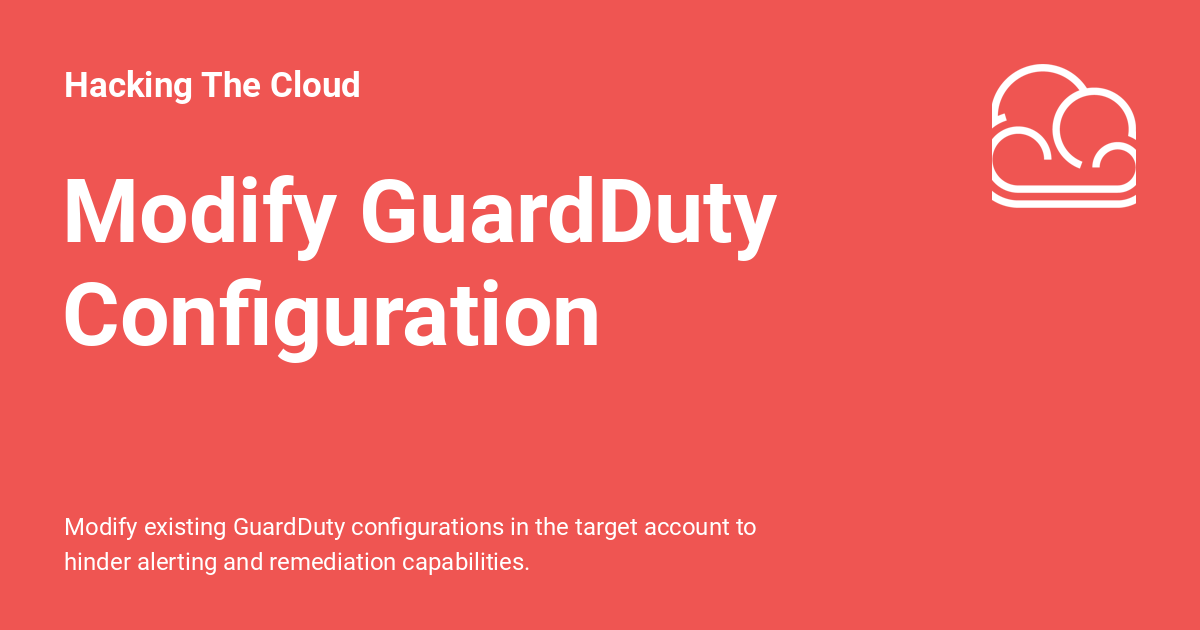 Hacking The Cloud
Modify GuardDuty
Configuration
Modify existing GuardDuty configurations in the target account to
hinder alerting and remediation capabilities.